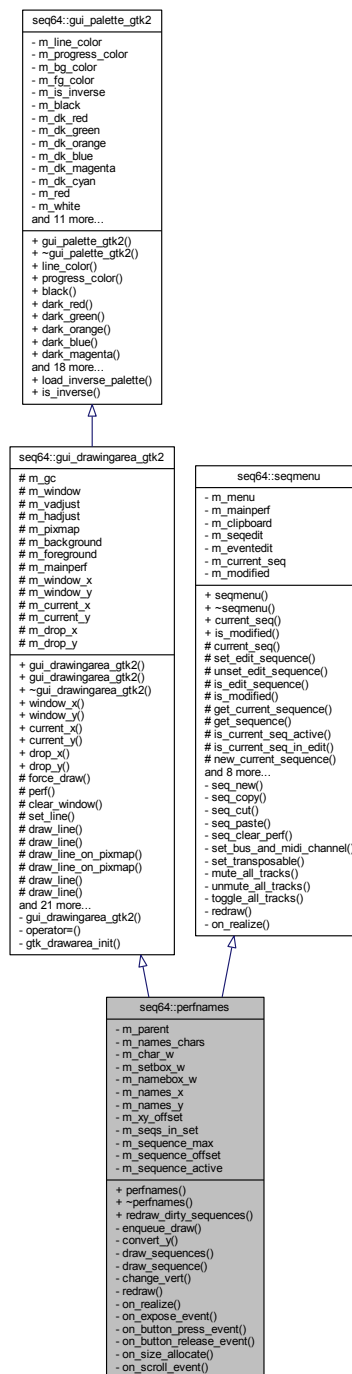 seq64::gui_palette_gtk2
- m_line_color
- m_progress_color
- m_bg_color
- m_fg_color
- m_is_inverse
- m_black
- m_dk_red
- m_dk_green
- m_dk_orange
- m_dk_blue
- m_dk_magenta
- m_dk_cyan
- m_red
- m_white
and 11 more...
+ gui_palette_gtk2()
+ ~gui_palette_gtk2()
+ line_color()
+ progress_color()
+ black()
+ dark_red()
+ dark_green()
+ dark_orange()
+ dark_blue()
+ dark_magenta()
and 18 more...
+ load_inverse_palette()
+ is_inverse()
seq64::gui_drawingarea_gtk2
# m_gc
# m_window
# m_vadjust
# m_hadjust
# m_pixmap
# m_background
# m_foreground
# m_mainperf
# m_window_x
# m_window_y
# m_current_x
# m_current_y
# m_drop_x
# m_drop_y
+ gui_drawingarea_gtk2()
+ gui_drawingarea_gtk2()
+ ~gui_drawingarea_gtk2()
+ window_x()
+ window_y()
+ current_x()
+ current_y()
+ drop_x()
+ drop_y()
# force_draw()
# perf()
# clear_window()
# set_line()
# draw_line()
# draw_line()
# draw_line_on_pixmap()
# draw_line_on_pixmap()
# draw_line()
# draw_line()
and 21 more...
- gui_drawingarea_gtk2()
- operator=()
- gtk_drawarea_init()
seq64::seqmenu
- m_menu
- m_mainperf
- m_clipboard
- m_seqedit
- m_eventedit
- m_current_seq
- m_modified
+ seqmenu()
+ ~seqmenu()
+ current_seq()
+ is_modified()
# current_seq()
# set_edit_sequence()
# unset_edit_sequence()
# is_edit_sequence()
# is_modified()
# get_current_sequence()
# get_sequence()
# is_current_seq_active()
# is_current_seq_in_edit()
# new_current_sequence()
and 8 more...
- seq_new()
- seq_copy()
- seq_cut()
- seq_paste()
- seq_clear_perf()
- set_bus_and_midi_channel()
- set_transposable()
- mute_all_tracks()
- unmute_all_tracks()
- toggle_all_tracks()
- redraw()
- on_realize()
seq64::perfnames
- m_parent
- m_names_chars
- m_char_w
- m_setbox_w
- m_namebox_w
- m_names_x
- m_names_y
- m_xy_offset
- m_seqs_in_set
- m_sequence_max
- m_sequence_offset
- m_sequence_active
+ perfnames()
+ ~perfnames()
+ redraw_dirty_sequences()
- enqueue_draw()
- convert_y()
- draw_sequences()
- draw_sequence()
- change_vert()
- redraw()
- on_realize()
- on_expose_event()
- on_button_press_event()
- on_button_release_event()
- on_size_allocate()
- on_scroll_event()